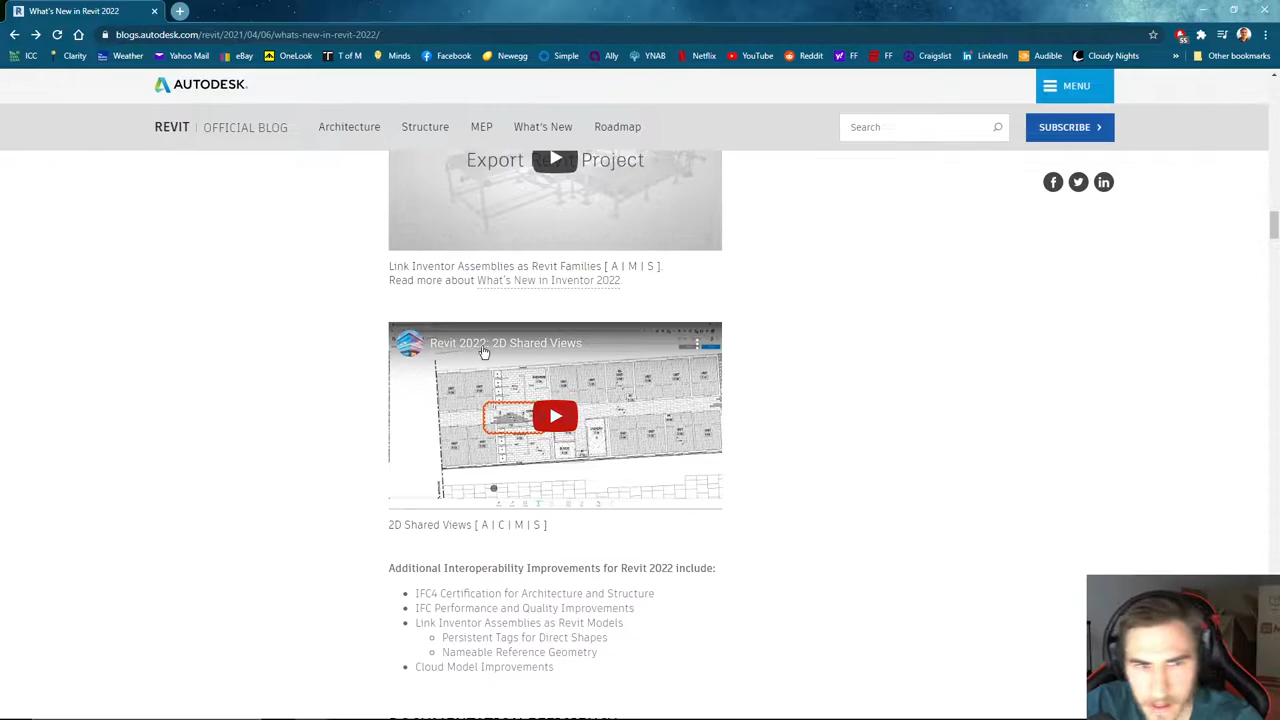 What's New in Revit 2022
blogs.autodesk.com/revit/2021/04/06/whats-new-in-revit-2022/
55
ICC
Clarity
Weather
Yahoo Mail
eBay
OneLook
T of M
Minds
Facebook
Newegg
Simple
Ally
YNAB
Netflix
YouTube
Reddit
FF
FF
Craigslist
LinkedIn
Audible
Cloudy Nights
»
Other bookmarks
AUTODESK.
MENU
REVIT | OFFICIAL BLOG
Architecture
Structure
MEP
What's New
Roadmap
Search
SUBSCRIBE
Export Revit Project
Link Inventor Assemblies as Revit Families [ A | M | S ].
Read more about What's New in Inventor 2022.
Revit 2022: 2D Shared Views
2D Shared Views [ A | C | M | S ]
Additional Interoperability Improvements for Revit 2022 include:
IFC4 Certification for Architecture and Structure
IFC Performance and Quality Improvements
Link Inventor Assemblies as Revit Models
Persistent Tags for Direct Shapes
Nameable Reference Geometry
Cloud Model Improvements